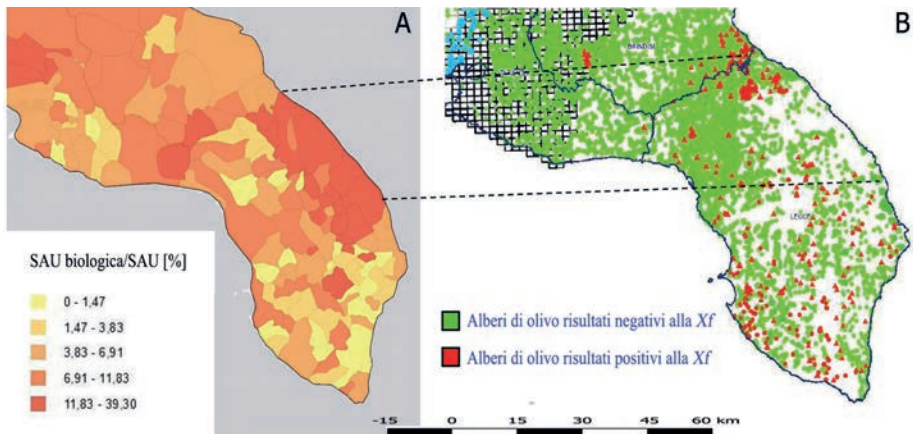 A
B
BRINDISI
LECCE
SAU biologica/SAU [%]
0 - 1,47
1,47 - 3,83
3,83 - 6,91
6,91 - 11,83
11,83 - 39,30
Alberi di olivo risultati negativi alla Xf
Alberi di olivo risultati positivi alla Xf
-15 0 15 30 45 60 km